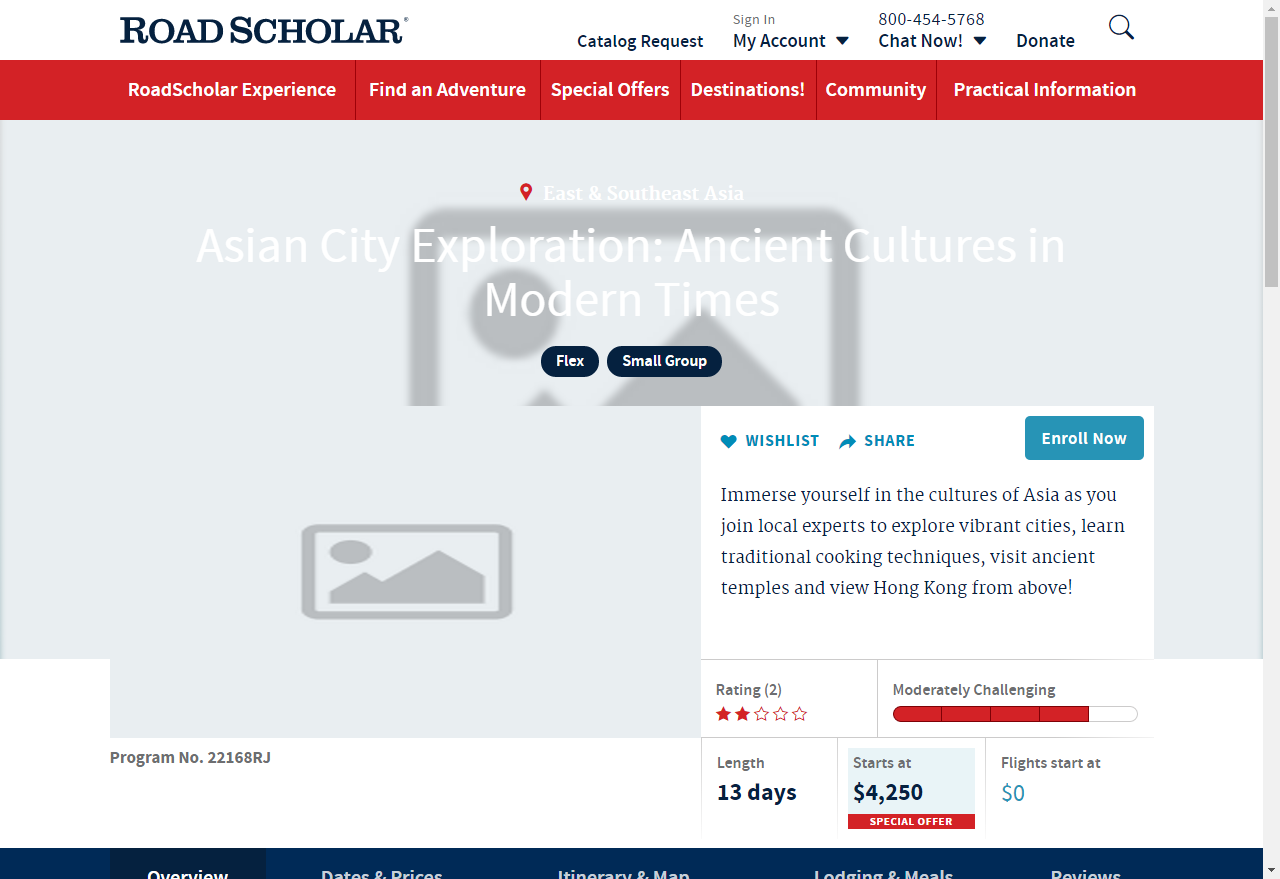 ROAD SCHOLAR®
Catalog Request
Sign In
My Account
800-454-5768
Chat Now!
Donate
RoadScholar Experience
Find an Adventure
Special Offers
Destinations!
Community
Practical Information
East & Southeast Asia
Asian City Exploration: Ancient Cultures in
Modern Times
Flex
Small Group
WISHLIST
SHARE
Enroll Now
Immerse yourself in the cultures of Asia as you
join local experts to explore vibrant cities, learn
traditional cooking techniques, visit ancient
temples and view Hong Kong from above!
Rating (2)
Moderately Challenging
Program No. 22168RJ
Length
13 days
Starts at
$4,250
SPECIAL OFFER
Flights start at
$0
Overview
Dates & Prices
Itinerary & Map
Lodging & Meals
Reviews